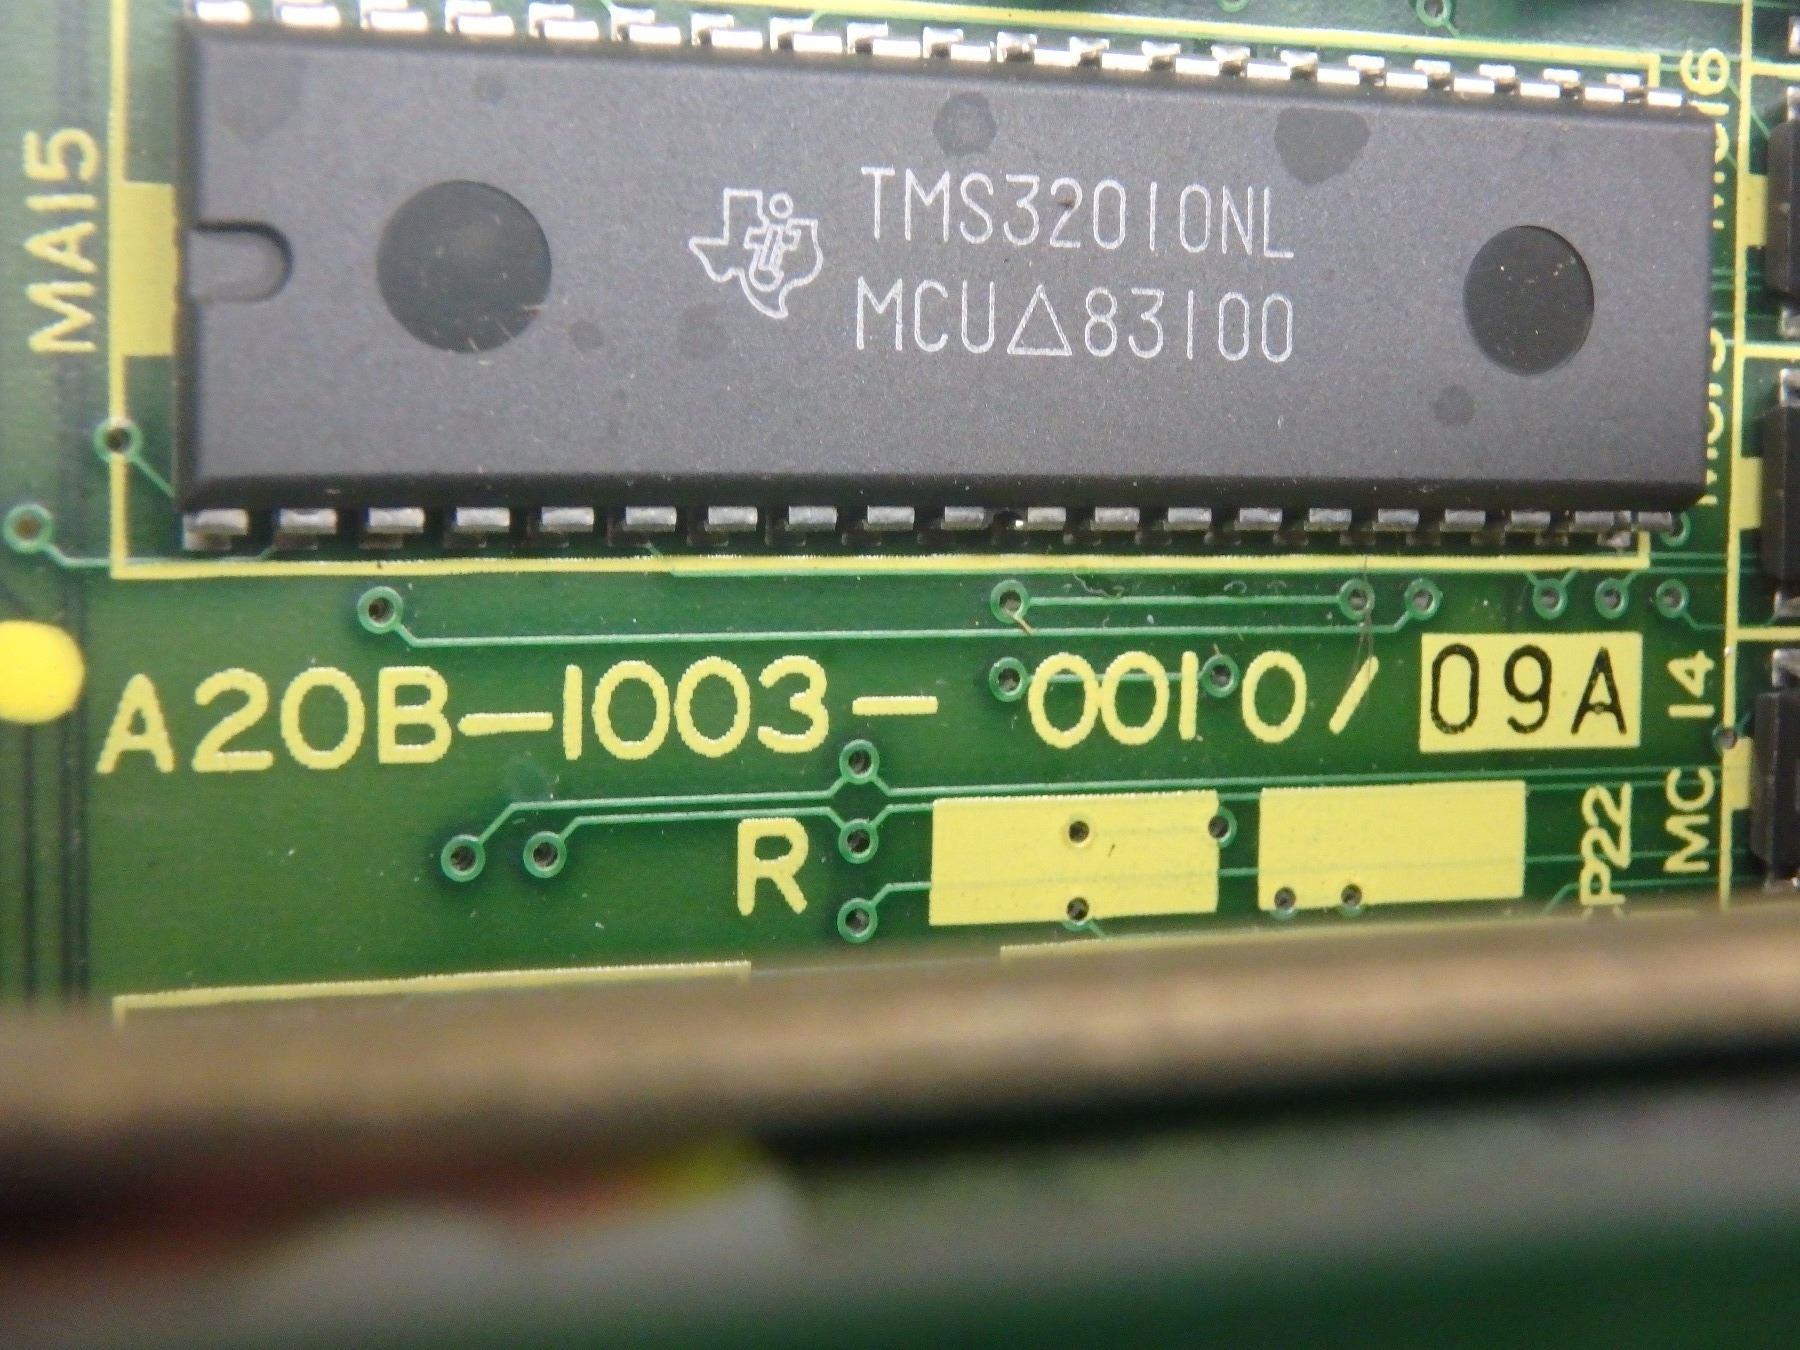 MA15
TMS32010NL
MCU△83100
A20B-1003-0010/09A
MC 14
R
P22